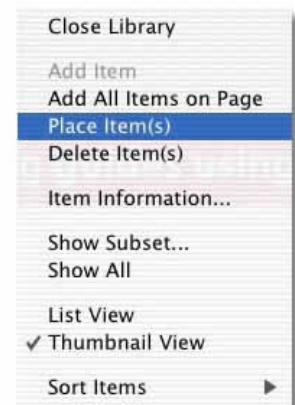 Close Library
Add Item
Add All Items on Page
Place Item(s)
Delete Item(s)
Item Information...
Show Subset...
Show All
List View
✓ Thumbnail View
Sort Items ▶